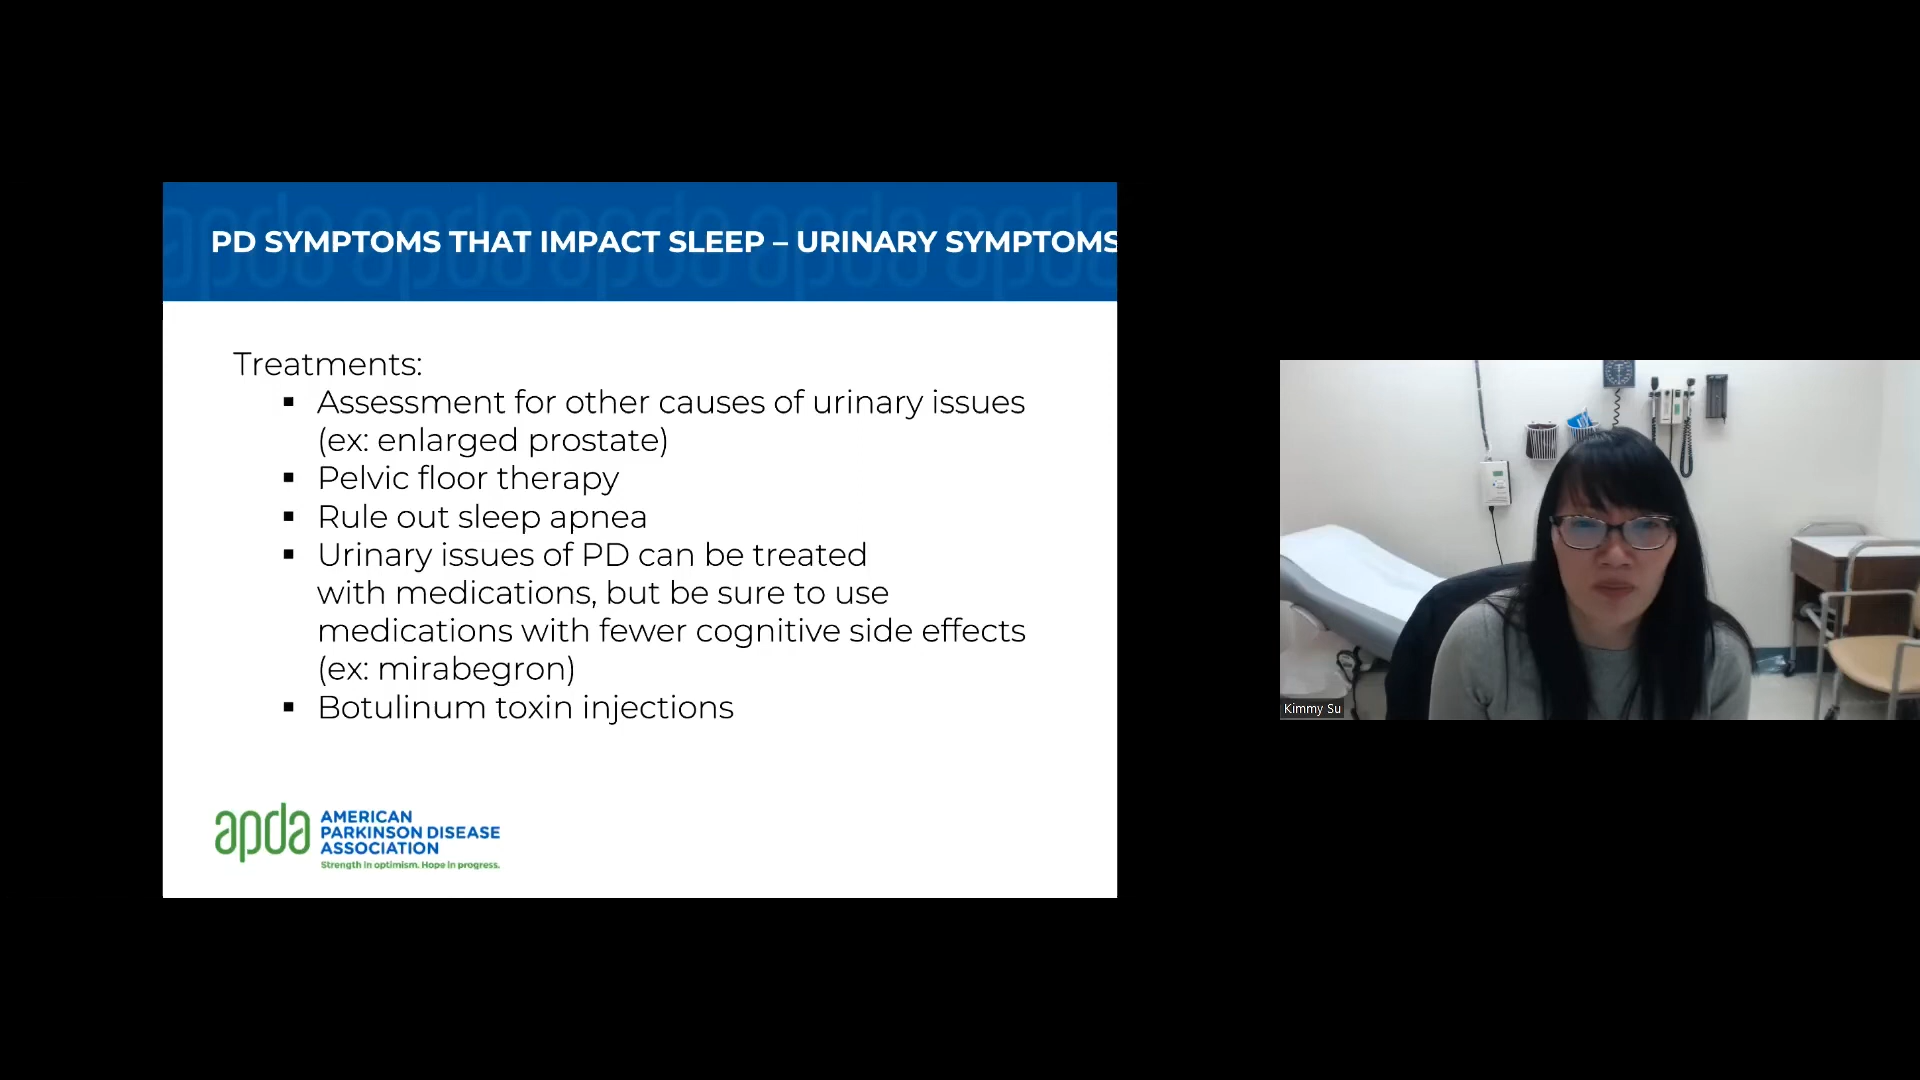 PD SYMPTOMS THAT IMPACT SLEEP – URINARY SYMPTOMS
Treatments:
▪ Assessment for other causes of urinary issues
(ex: enlarged prostate)
▪ Pelvic floor therapy
▪ Rule out sleep apnea
▪ Urinary issues of PD can be treated
with medications, but be sure to use
medications with fewer cognitive side effects
(ex: mirabegron)
▪ Botulinum toxin injections
apda
AMERICAN
PARKINSON DISEASE
ASSOCIATION
Strength in optimism. Hope in progress.
Kimmy Su